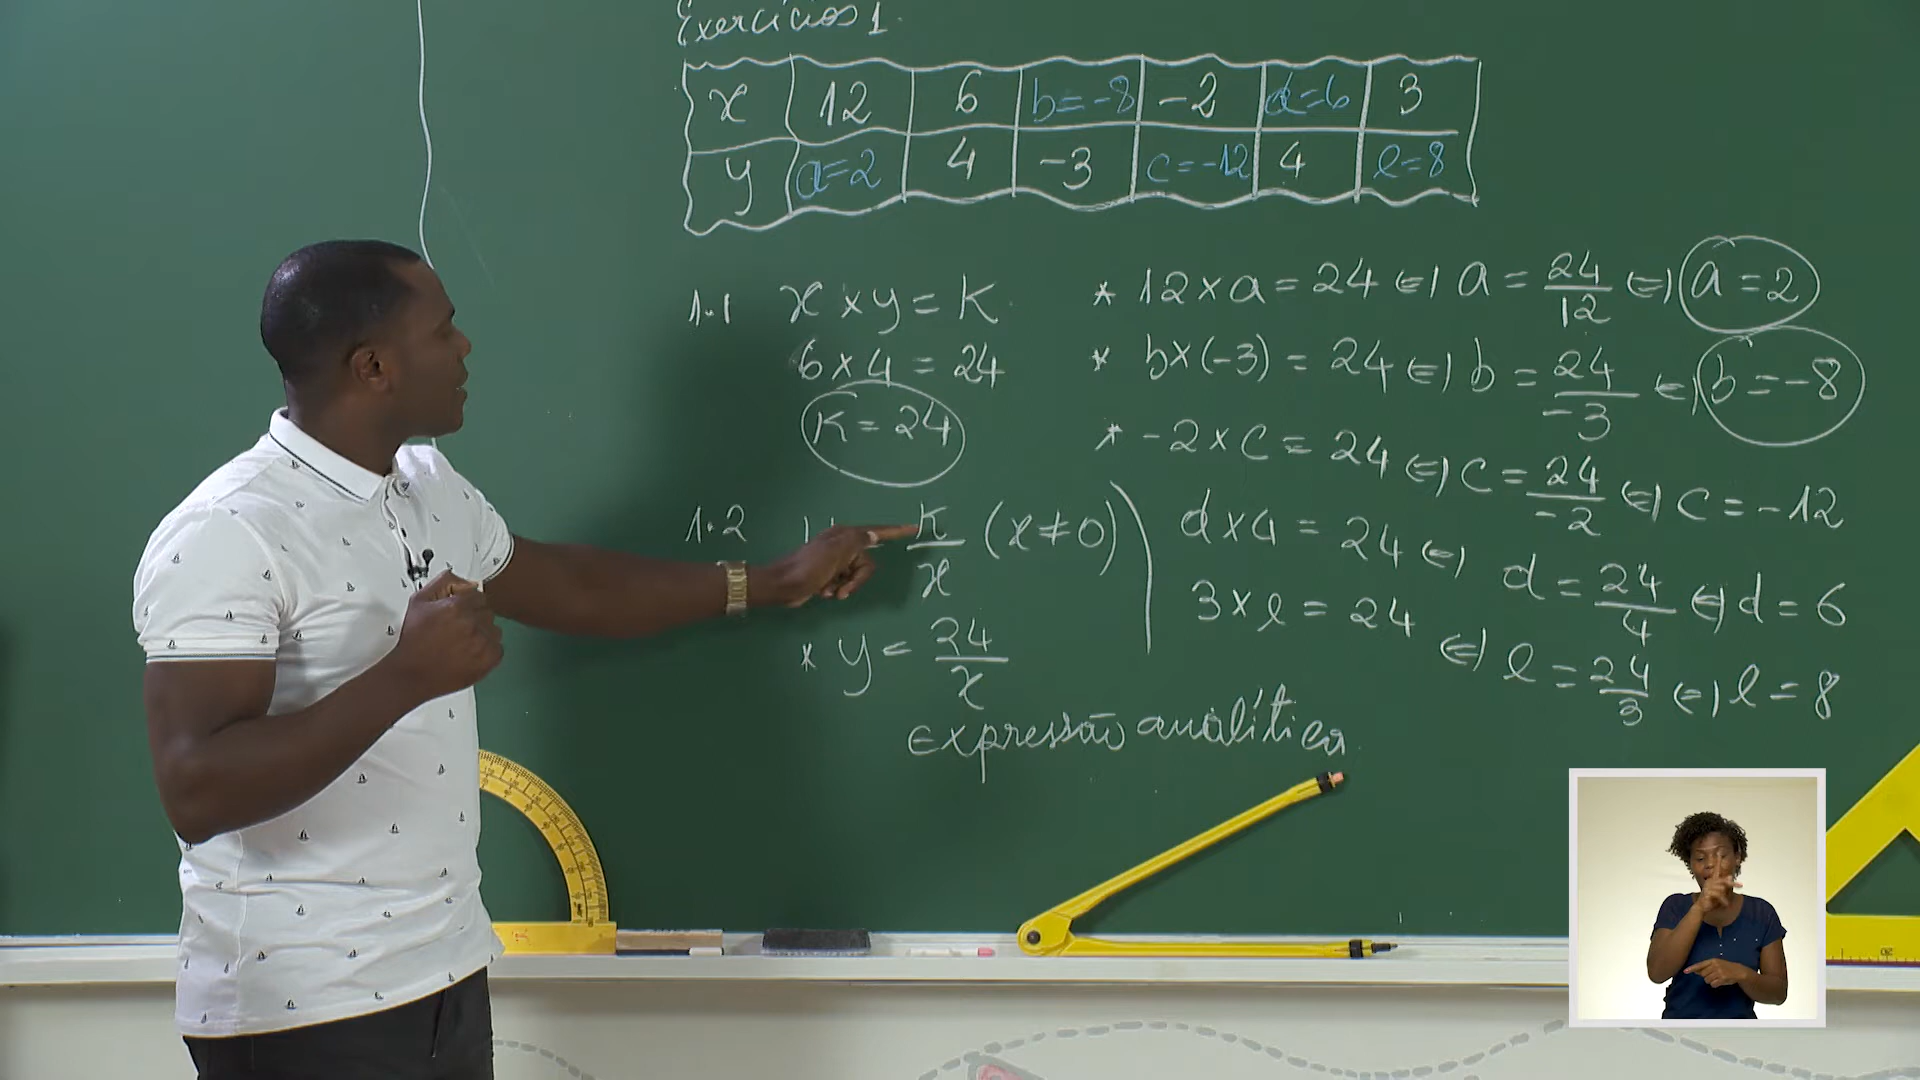 Exercícios 1.
x 12 6 b=-8 -2 d=6 3
y a=2 4 -3 c=-12 4 e=8
1.1 x × y = K.
6 × 4 = 24
K = 24
* 12 × a = 24 ⇔ a = 24/12 ⇔ a = 2
* b × (-3) = 24 ⇔ b = 24/-3 ⇔ b = -8
* -2 × c = 24 ⇔ c = 24/-2 ⇔ c = -12
d × 4 = 24 ⇔ d = 24/4 ⇔ d = 6
3 × e = 24 ⇔ e = 24/3 ⇔ e = 8
1.2 K/x (x ≠ 0)
* y = 24/x
expressão analítica.